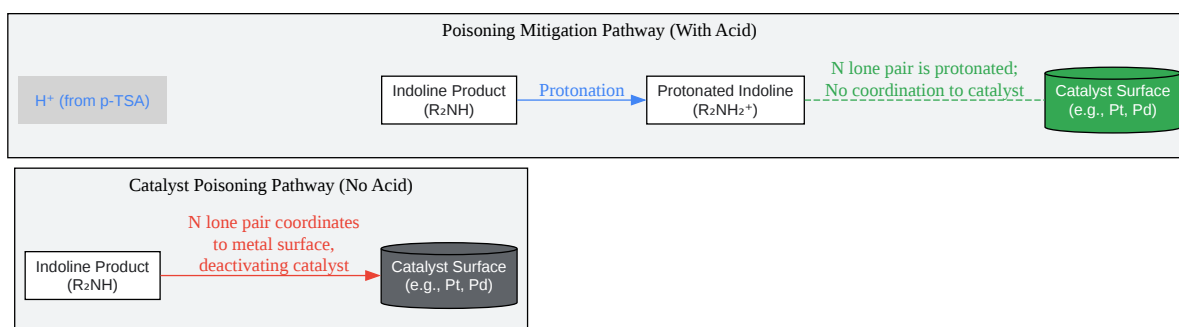 Poisoning Mitigation Pathway (With Acid)
H⁺ (from p-TSA)
Indoline Product
(R₂NH)
Protonation
Protonated Indoline
(R₂NH₂⁺)
N lone pair is protonated;
No coordination to catalyst
Catalyst Surface
(e.g., Pt, Pd)
Catalyst Poisoning Pathway (No Acid)
Indoline Product
(R₂NH)
N lone pair coordinates
to metal surface,
deactivating catalyst
Catalyst Surface
(e.g., Pt, Pd)